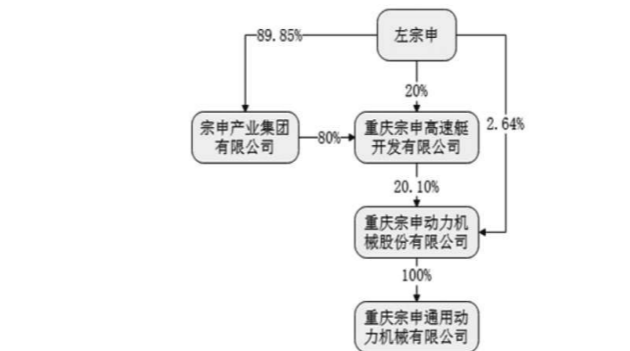 左宗申
89.85%
20%
2.64%
宗申产业集团
有限公司
80%
重庆宗申高速艇
开发有限公司
20.10%
重庆宗申动力机
械股份有限公司
100%
重庆宗申通用动
力机械有限公司